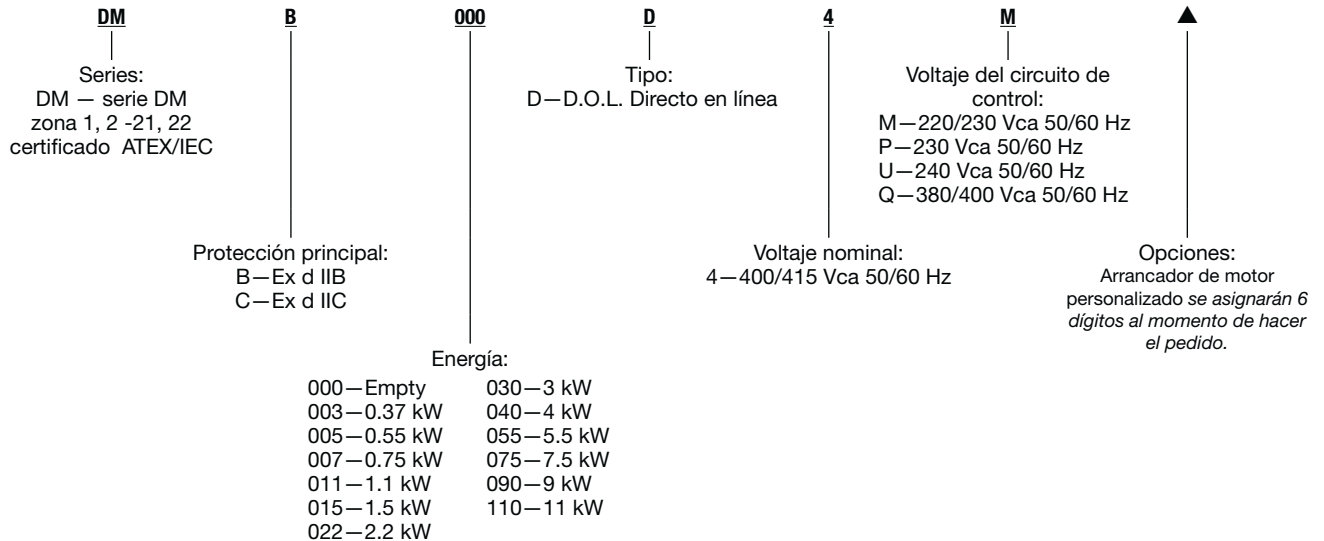 DM B 000 D 4 M ▲
Series:
DM — serie DM
zona 1, 2 -21, 22
certificado ATEX/IEC
Tipo:
D—D.O.L. Directo en línea
Voltaje del circuito de
control:
M—220/230 Vca 50/60 Hz
P—230 Vca 50/60 Hz
U—240 Vca 50/60 Hz
Q—380/400 Vca 50/60 Hz
Protección principal:
B—Ex d IIB
C—Ex d IIC
Voltaje nominal:
4—400/415 Vca 50/60 Hz
Opciones:
Arrancador de motor
personalizado se asignarán 6
dígitos al momento de hacer
el pedido.
Energía:
000—Empty
003—0.37 kW
005—0.55 kW
007—0.75 kW
011—1.1 kW
015—1.5 kW
022—2.2 kW
030—3 kW
040—4 kW
055—5.5 kW
075—7.5 kW
090—9 kW
110—11 kW